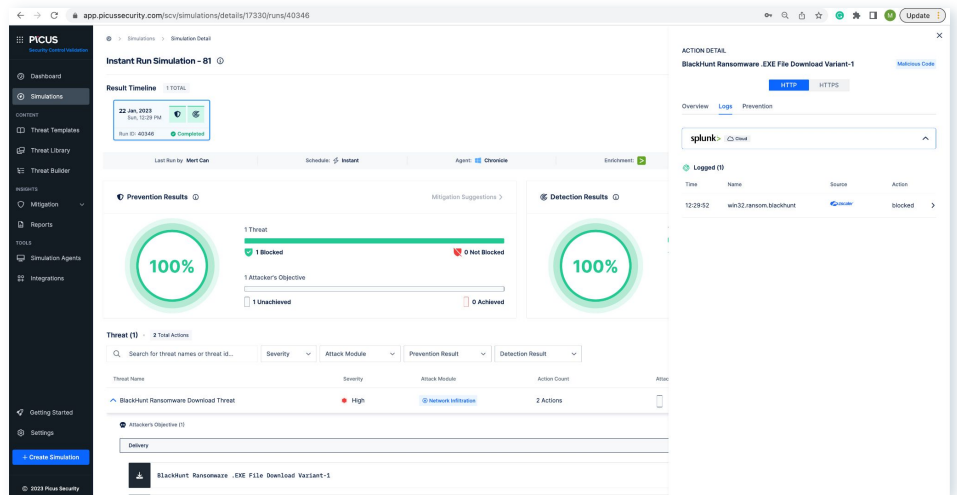 app.picussecurity.com/scv/simulations/details/17330/runs/40346
M
Update
PICUS
Security Control Validation
Dashboard
Simulations
CONTENT
Threat Templates
Threat Library
Threat Builder
INSIGHTS
Mitigation
Reports
TOOLS
Simulation Agents
Integrations
Getting Started
Settings
+ Create Simulation
© 2023 Picus Security
> Simulations > Simulation Detail
Instant Run Simulation - 81
Result Timeline 1 TOTAL
22 Jan, 2023
Sun, 12:29 PM
Run ID: 40346 Completed
Last Run by Mert Can Schedule: Instant Agent: Chronicle Enrichment:
Prevention Results Mitigation Suggestions >
100%
1 Threat
1 Blocked 0 Not Blocked
1 Attacker's Objective
1 Unachieved 0 Achieved
Detection Results
100%
Threat (1) · 2 Total Actions
Search for threat names or threat id... Severity Attack Module Prevention Result Detection Result
Threat Name Severity Attack Module Action Count Attac
BlackHunt Ransomware Download Threat High Network Infiltration 2 Actions
Attacker's Objective (1)
Delivery
BlackHunt Ransomware .EXE File Download Variant-1
ACTION DETAIL
BlackHunt Ransomware .EXE File Download Variant-1 Malicious Code
HTTP HTTPS
Overview Logs Prevention
splunk> Cloud
Logged (1)
Time Name Source Action
12:29:52 win32.ransom.blackhunt zscaler blocked >